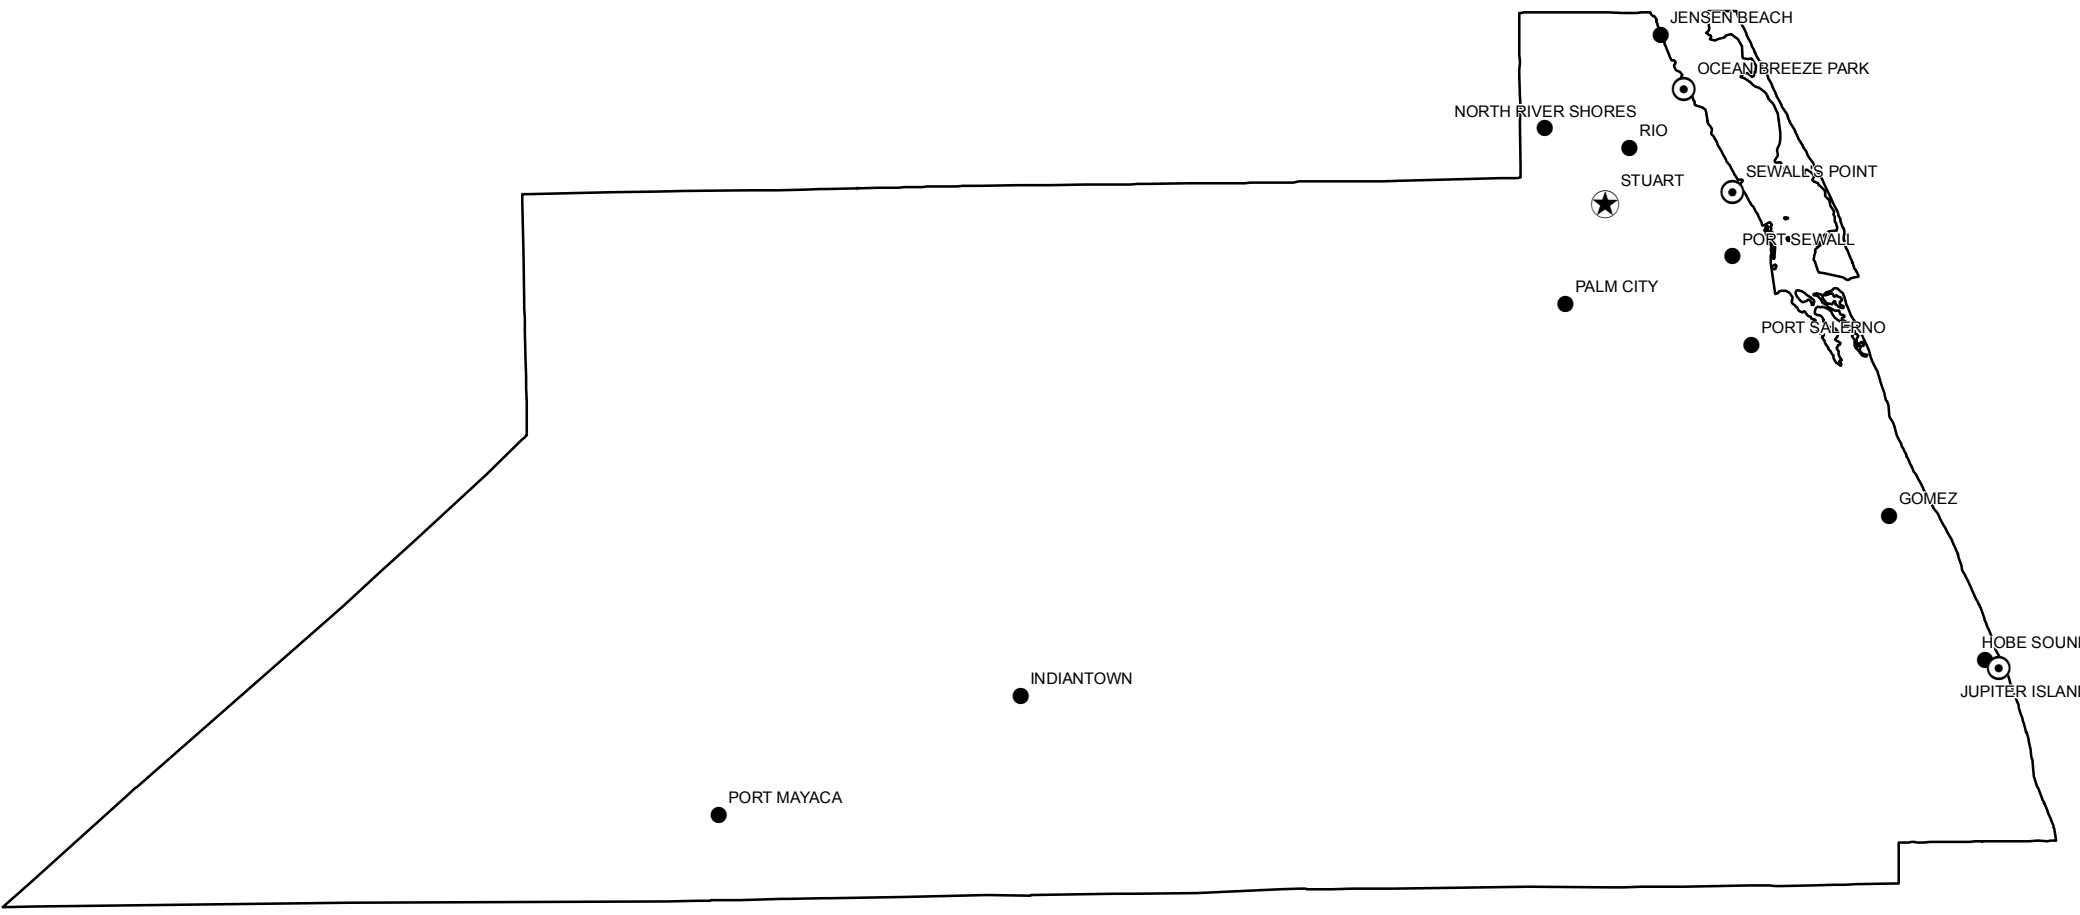 JENSEN BEACH
OCEAN BREEZE PARK
NORTH RIVER SHORES
RIO
SEWALL'S POINT
STUART
PORT SEWALL
PALM CITY
PORT SALERNO
GOMEZ
HOBE SOUN
INDIANTOWN
JUPITER ISLAN
PORT MAYACA